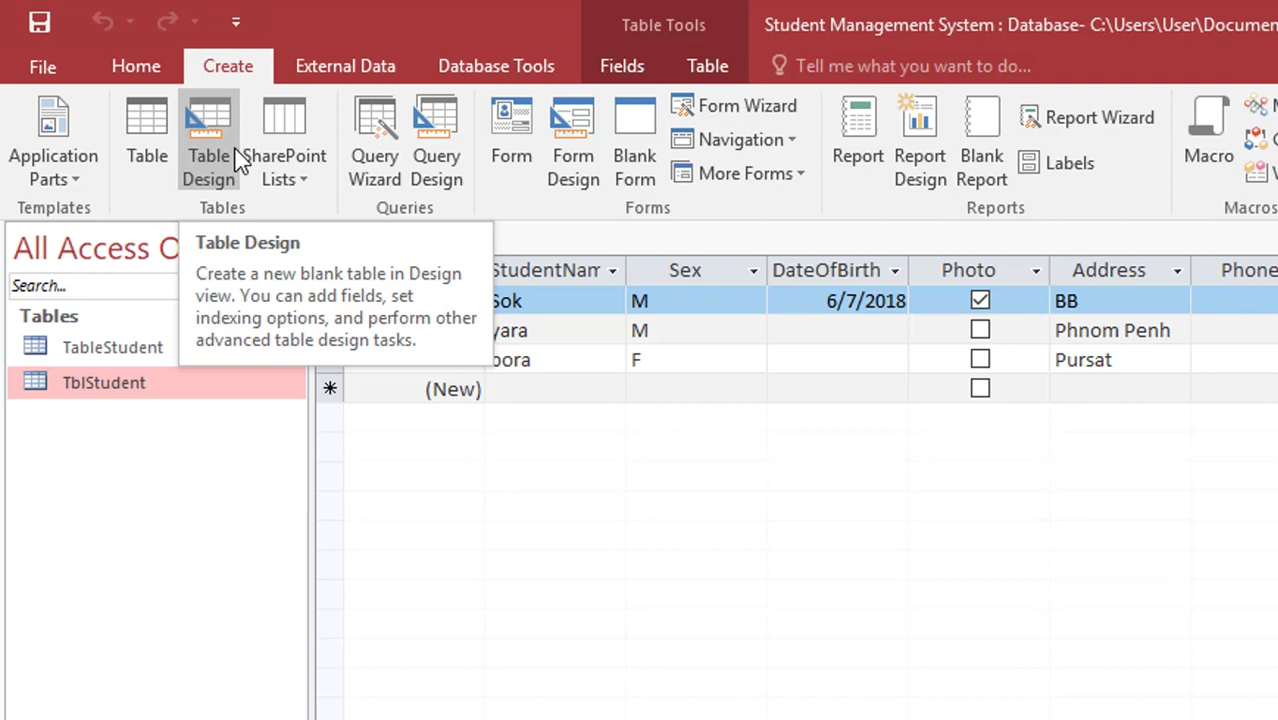 Table Tools
Student Management System : Database- C:\Users\User\Documen
File
Home
Create
External Data
Database Tools
Fields
Table
Tell me what you want to do...
Application
Parts
Templates
Table
Table
Design
SharePoint
Lists
Tables
Query
Wizard
Query
Design
Queries
Form
Form
Design
Blank
Form
Form Wizard
Navigation
More Forms
Forms
Report
Report
Design
Blank
Report
Report Wizard
Labels
Reports
Macro
Macros
All Access O
Search...
Tables
TableStudent
TblStudent
Table Design
Create a new blank table in Design
view. You can add fields, set
indexing options, and perform other
advanced table design tasks.
StudentNam Sex DateOfBirth Photo Address Phone
Sok M 6/7/2018 BB
yara M Phnom Penh
bora F Pursat
(New)